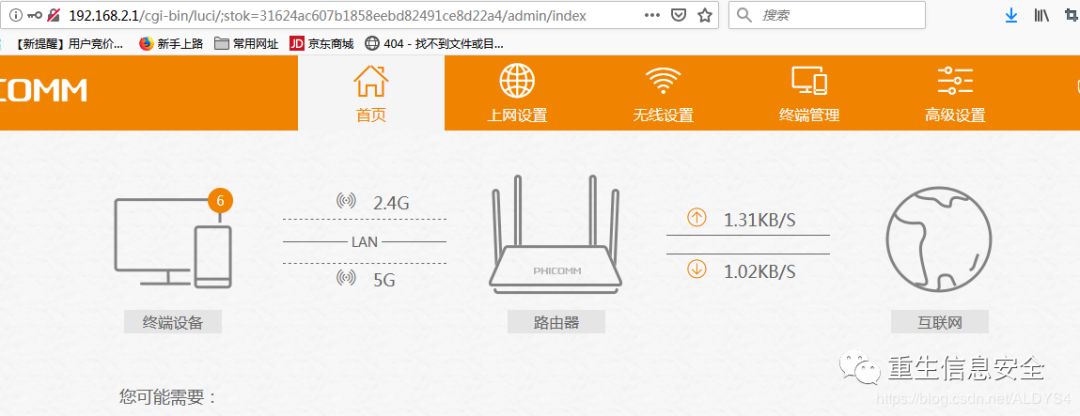 192.168.2.1/cgi-bin/luci/;stok=31624ac607b1858eebd82491ce8d22a4/admin/index ••• 搜索
【新提醒】用户竞价... 新手上路 常用网址 JD 京东商城 404 - 找不到文件或目...
COMM
首页 上网设置 无线设置 终端管理 高级设置
6
2.4G
LAN
5G
PHICOMM
1.31KB/S
1.02KB/S
终端设备 路由器 互联网
重生信息安全
https://blog.csdn.net/ALDYS4
您可能需要：